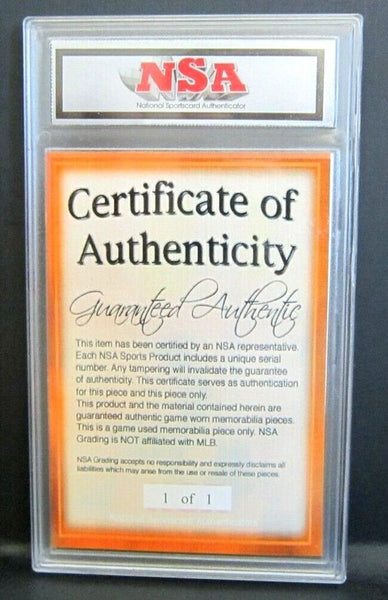 NSA
National Sportscard Authenticator
Certificate of
Authenticity
Guaranteed Authentic
This item has been certified by an NSA representative.
Each NSA Sports Product includes a unique serial
number. Any tampering will invalidate the guarantee
of authenticity. This certificate serves as authentication
for this piece and this piece only.
This product and the material contained herein are
guaranteed authentic game worn memorabilia pieces.
This is a game used memorabilia piece only. NSA
Grading is NOT affiliated with MLB.
NSA Grading accepts no responsibility and expressly disclaims all
liabilities which may arise from the use or resale of these pieces.
1 of 1